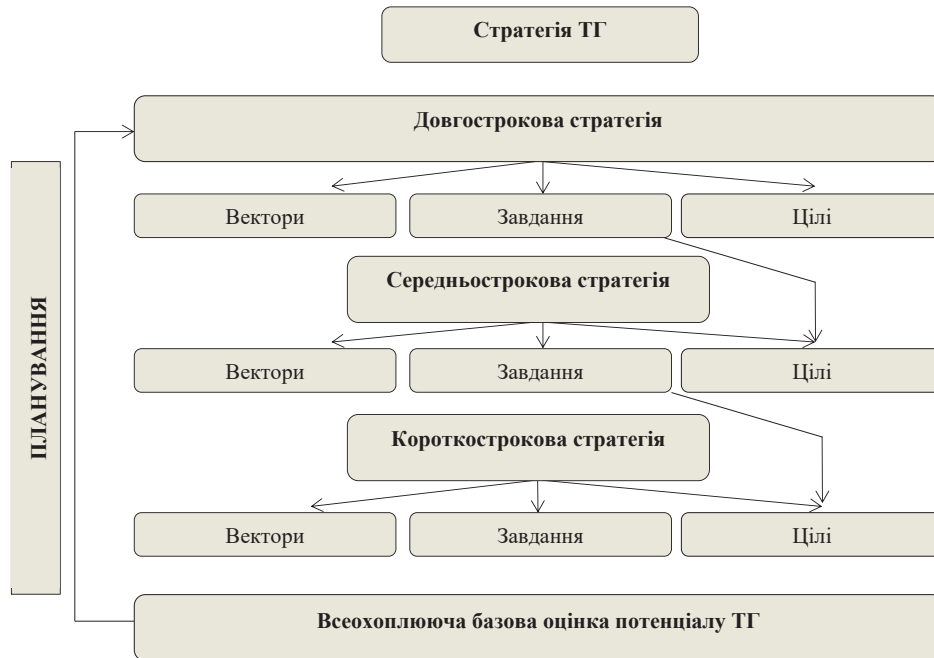 Стратегія ТГ
Довгострокова стратегія
Вектори
Завдання
Цілі
Середньострокова стратегія
Вектори
Завдання
Цілі
Короткострокова стратегія
Вектори
Завдання
Цілі
Всеохоплююча базова оцінка потенціалу ТГ
ПЛАНУВАННЯ